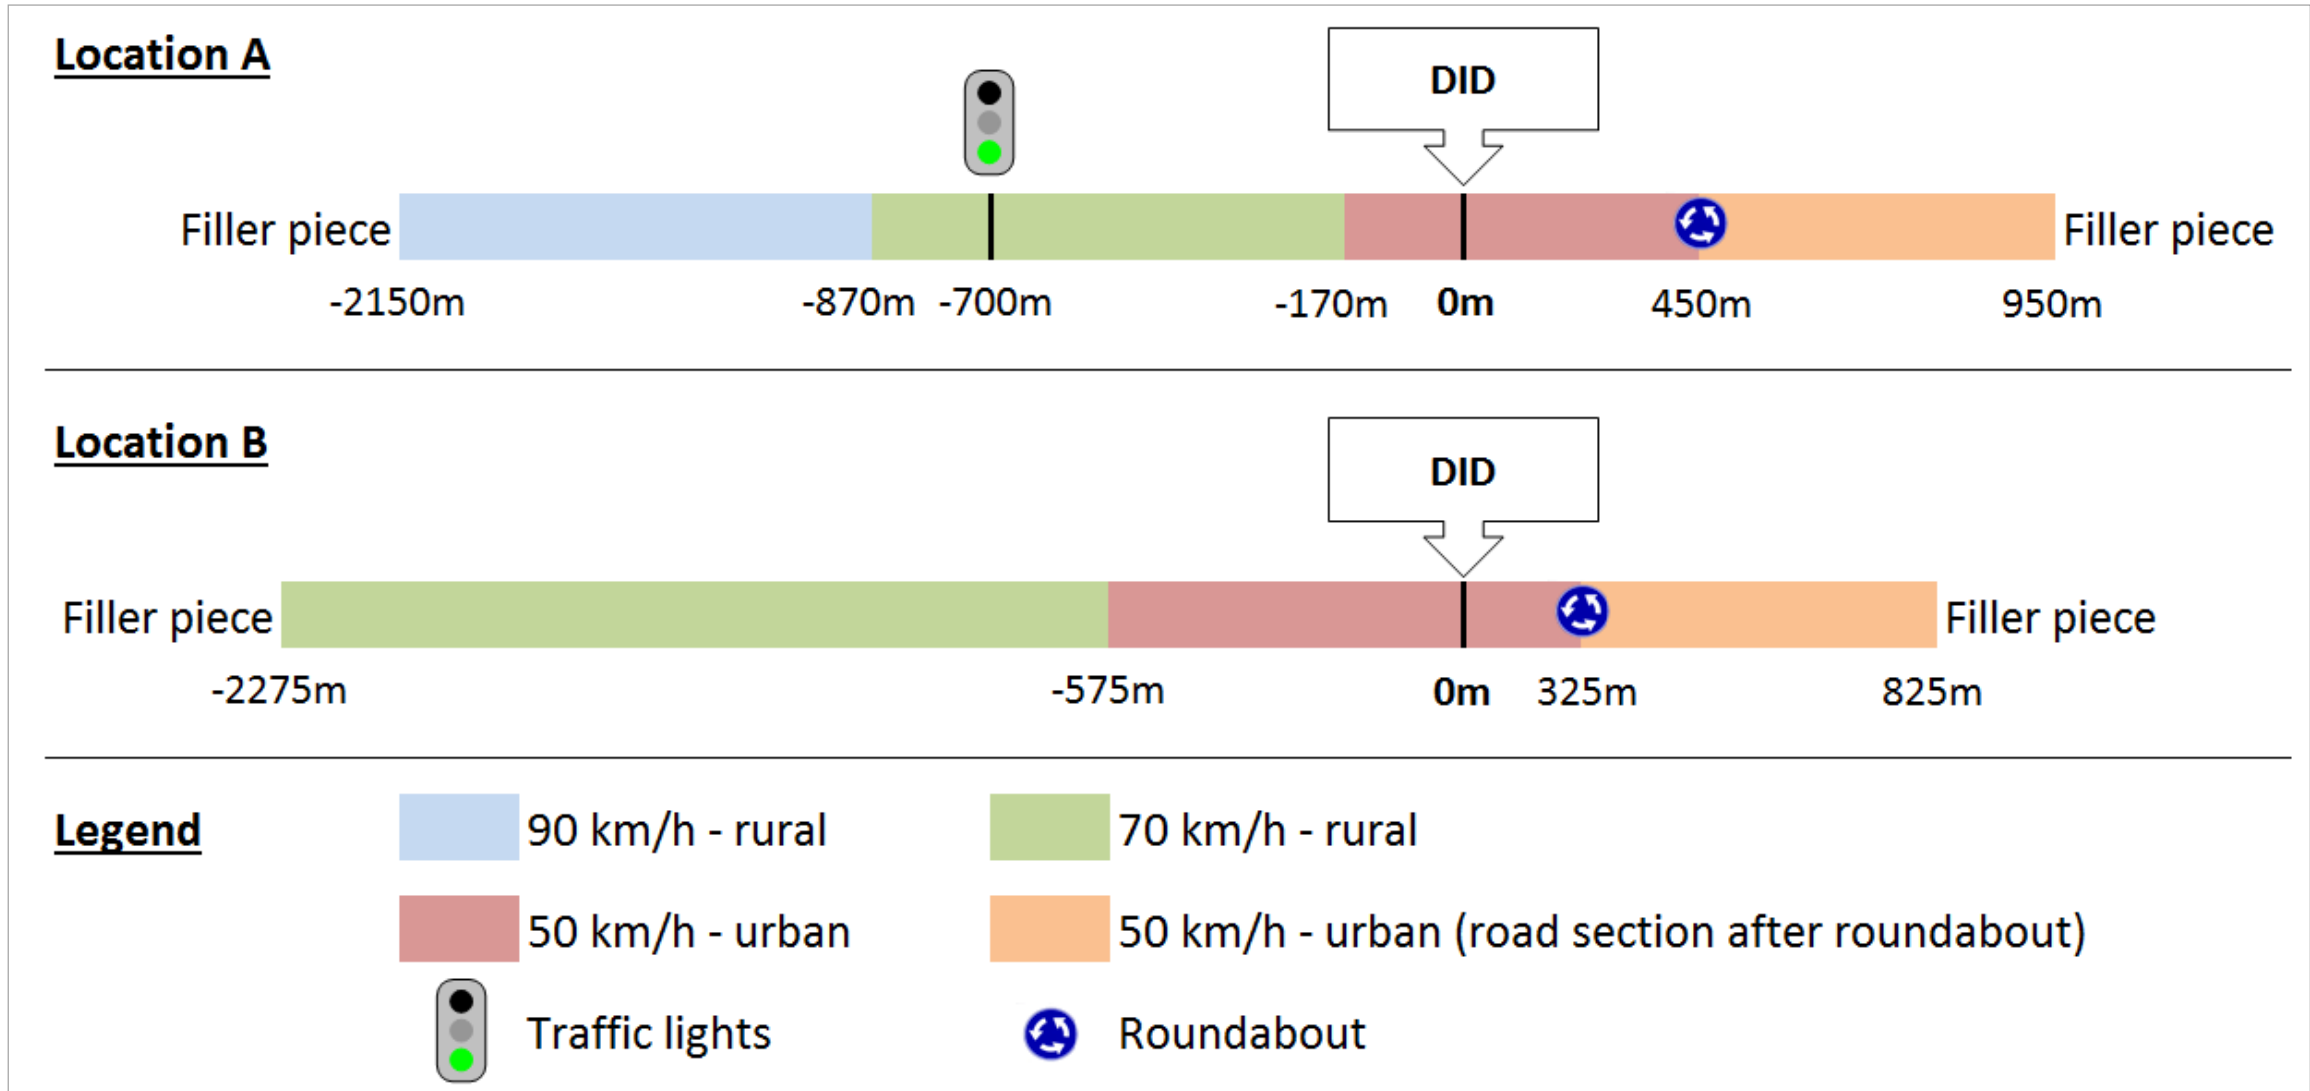 Location A
DID
Filler piece
Filler piece
-2150m -870m -700m -170m 0m 450m 950m
Location B
DID
Filler piece
Filler piece
-2275m -575m 0m 325m 825m
Legend
90 km/h - rural
70 km/h - rural
50 km/h - urban
50 km/h - urban (road section after roundabout)
Traffic lights
Roundabout